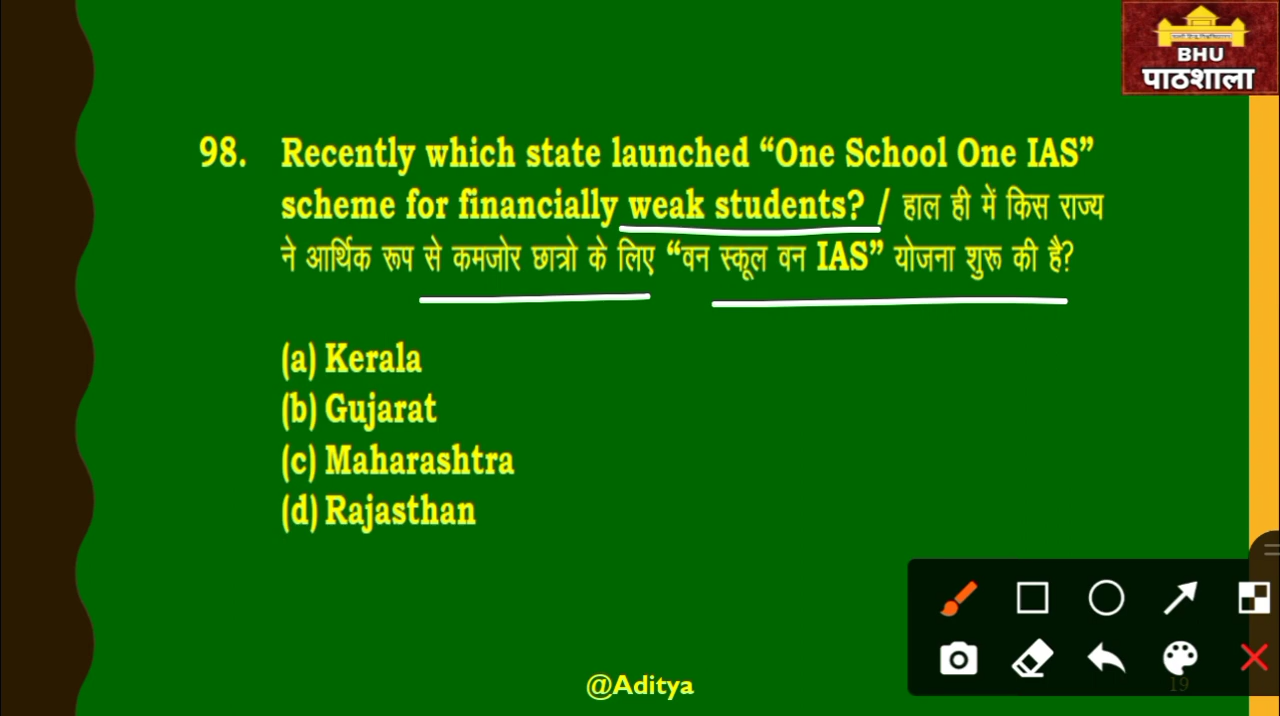 BHU
पाठशाला
98. Recently which state launched “One School One IAS”
scheme for financially weak students? / हाल ही में किस राज्य
ने आर्थिक रूप से कमजोर छात्रो के लिए “वन स्कूल वन IAS” योजना शुरू की है?
(a) Kerala
(b) Gujarat
(c) Maharashtra
(d) Rajasthan
@Aditya
19